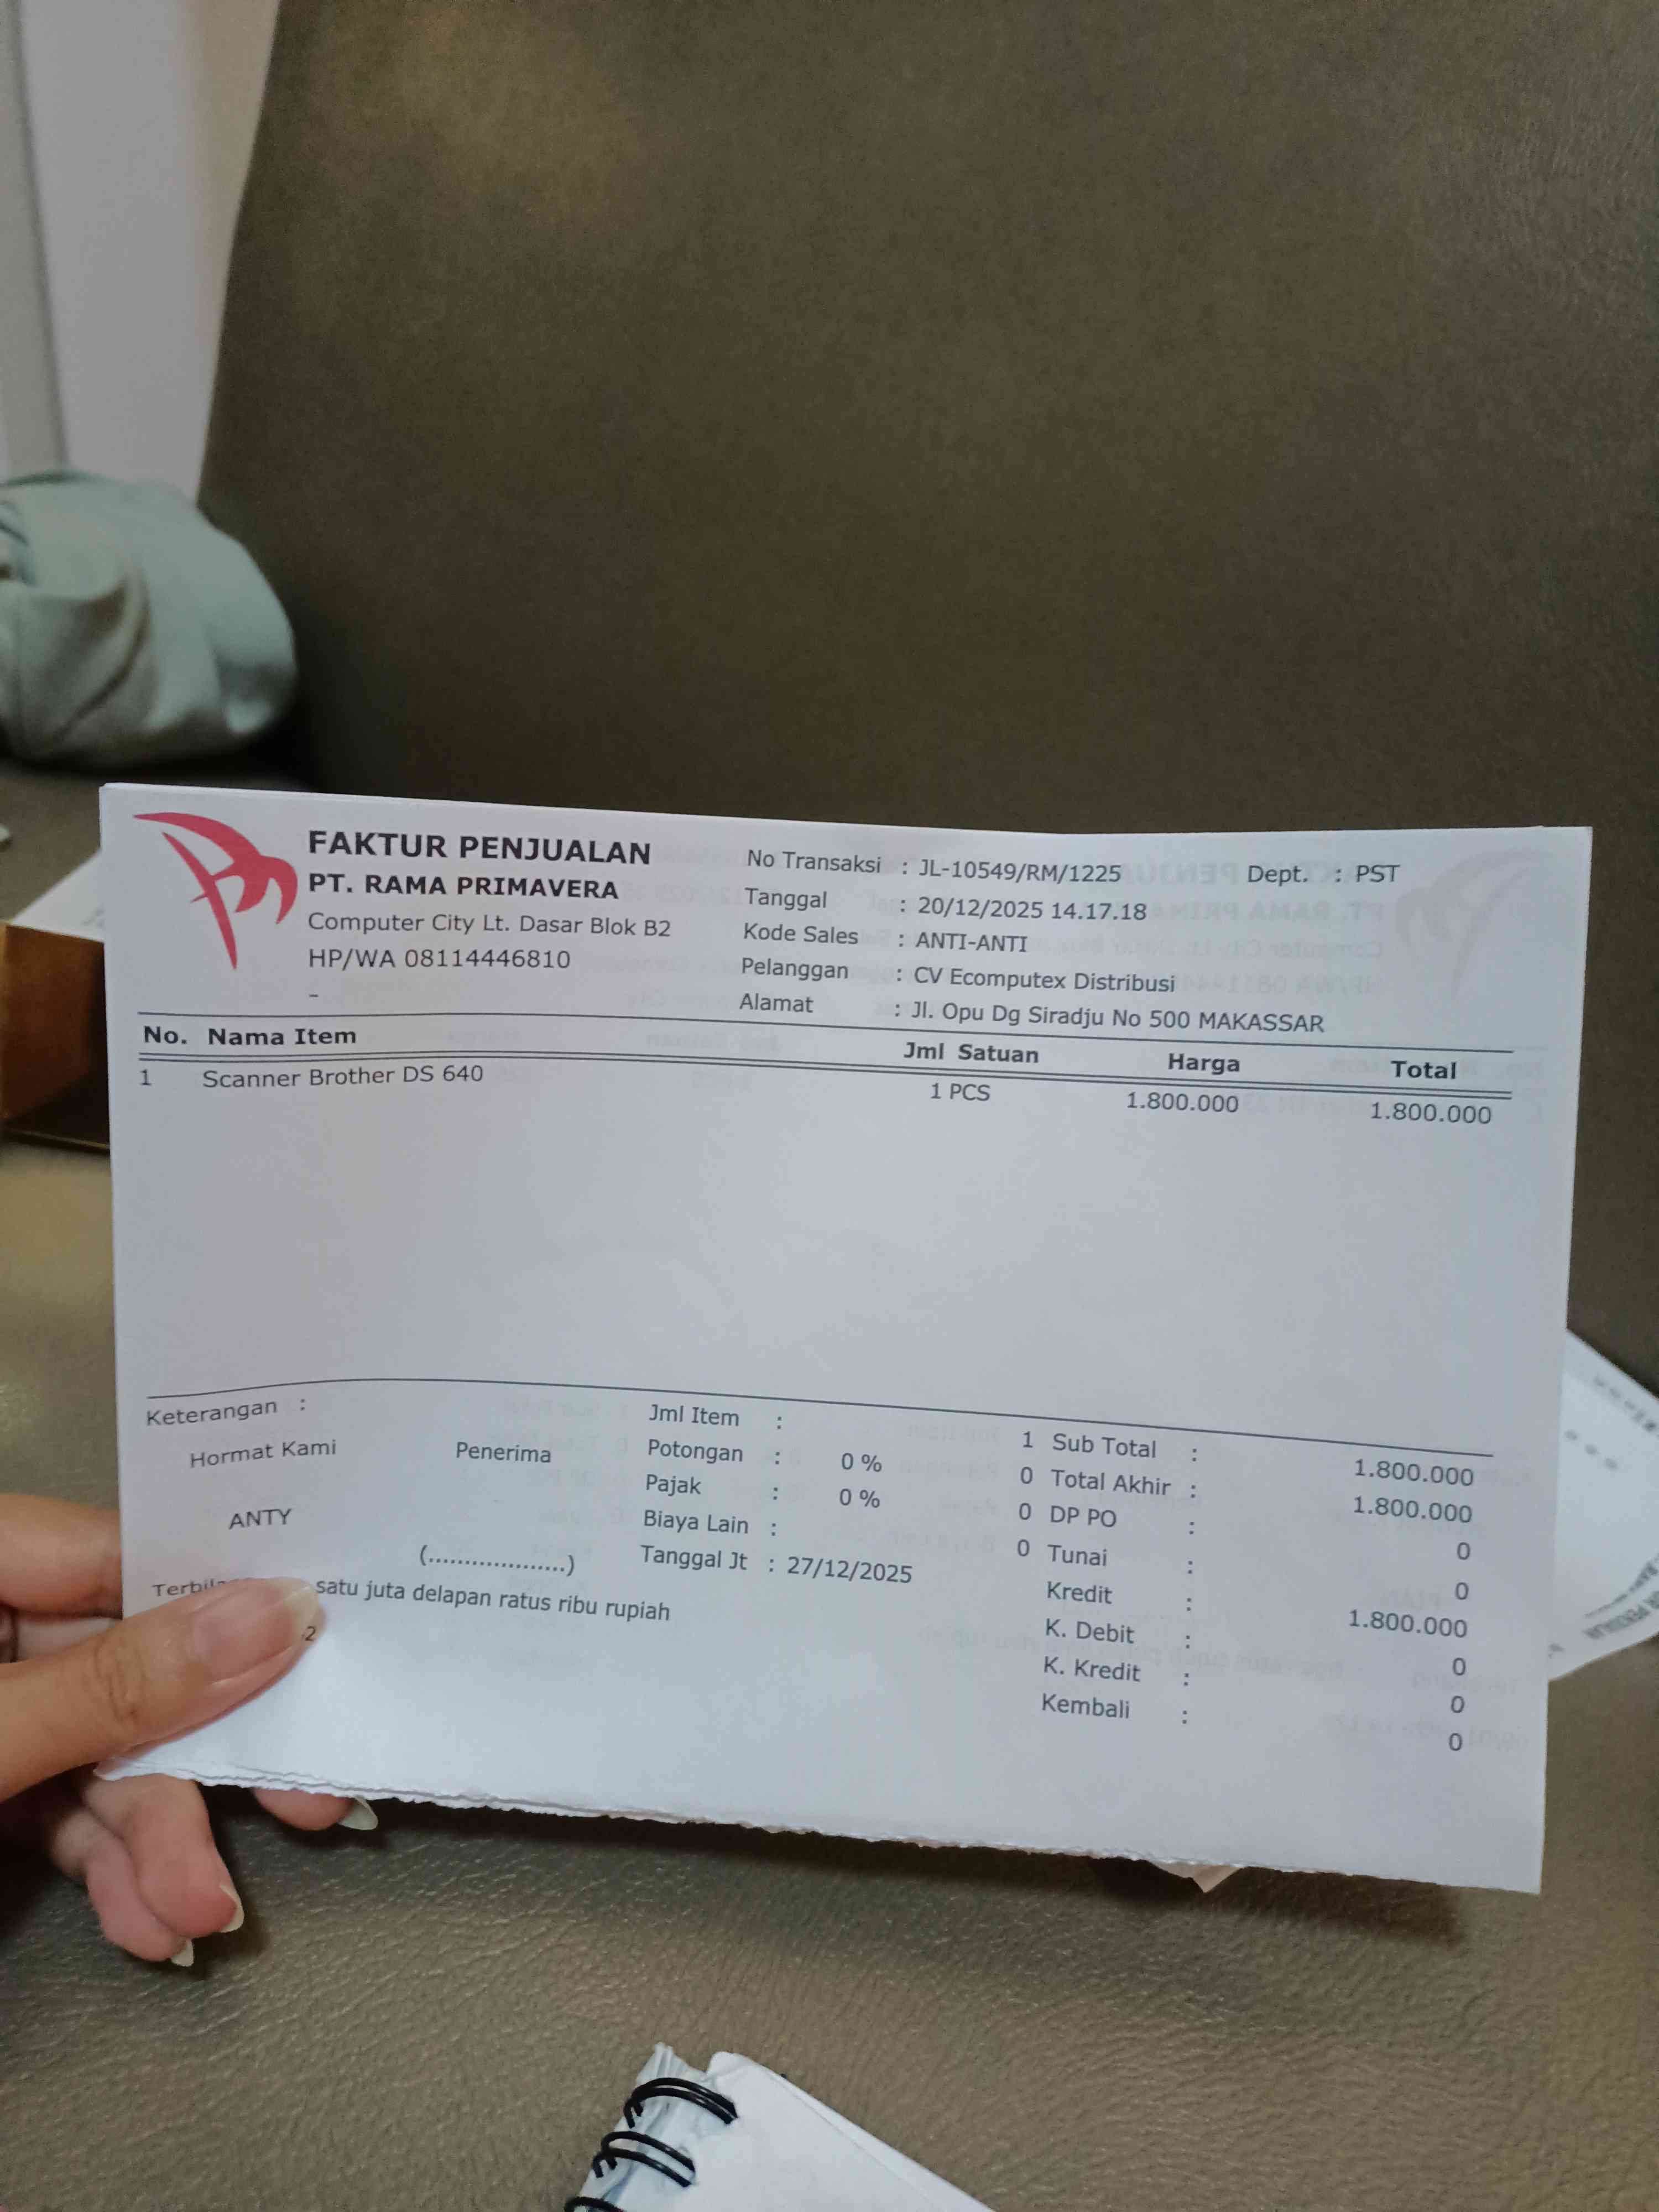 FAKTUR PENJUALAN
PT. RAMA PRIMAVERA
Computer City Lt. Dasar Blok B2
HP/WA 08114446810
-
No Transaksi : JL-10549/RM/1225 Dept. : PST
Tanggal : 20/12/2025 14.17.18
Kode Sales : ANTI-ANTI
Pelanggan : CV Ecomputex Distribusi
Alamat : Jl. Opu Dg Siradju No 500 MAKASSAR
No. Nama Item Jml Satuan Harga Total
1 Scanner Brother DS 640 1 PCS 1.800.000 1.800.000
Keterangan :
Hormat Kami Penerima
ANTY
(....................)
Jml Item : 1
Potongan : 0 % 0
Pajak : 0 % 0
Biaya Lain : 0
Tanggal Jt : 27/12/2025
Sub Total : 1.800.000
Total Akhir : 1.800.000
DP PO : 0
Tunai : 0
Kredit : 1.800.000
K. Debit : 0
K. Kredit : 0
Kembali : 0
satu juta delapan ratus ribu rupiah